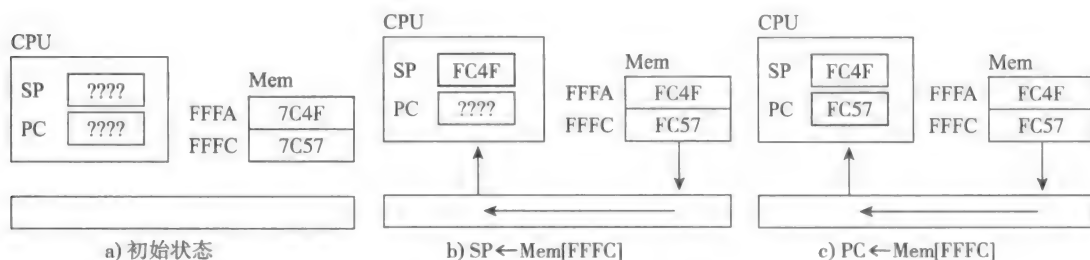 CPU
SP ????
PC ????
Mem
FFFA 7C4F
FFFC 7C57
a) 初始状态
CPU
SP FC4F
PC ????
Mem
FFFA FC4F
FFFC FC57
b) SP←Mem[FFFC]
CPU
SP FC4F
PC FC57
Mem
FFFA FC4F
FFFC FC57
c) PC←Mem[FFFC]